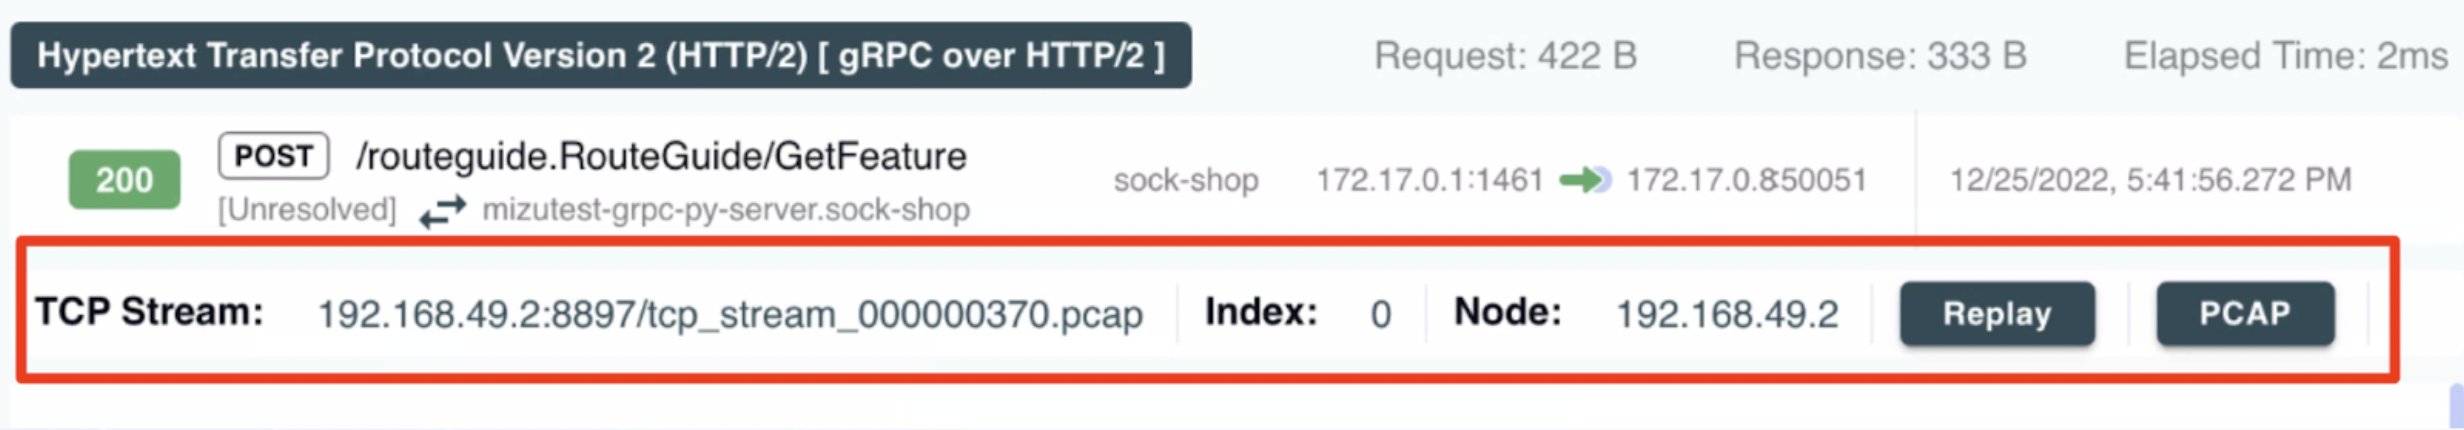 Hypertext Transfer Protocol Version 2 (HTTP/2) [ gRPC over HTTP/2 ] Request: 422 B Response: 333 B Elapsed Time: 2ms
200 POST /routeguide.RouteGuide/GetFeature
[Unresolved] mizutest-grpc-py-server.sock-shop sock-shop 172.17.0.1:1461 172.17.0.8:50051 12/25/2022, 5:41:56.272 PM
TCP Stream: 192.168.49.2:8897/tcp_stream_000000370.pcap Index: 0 Node: 192.168.49.2 Replay PCAP